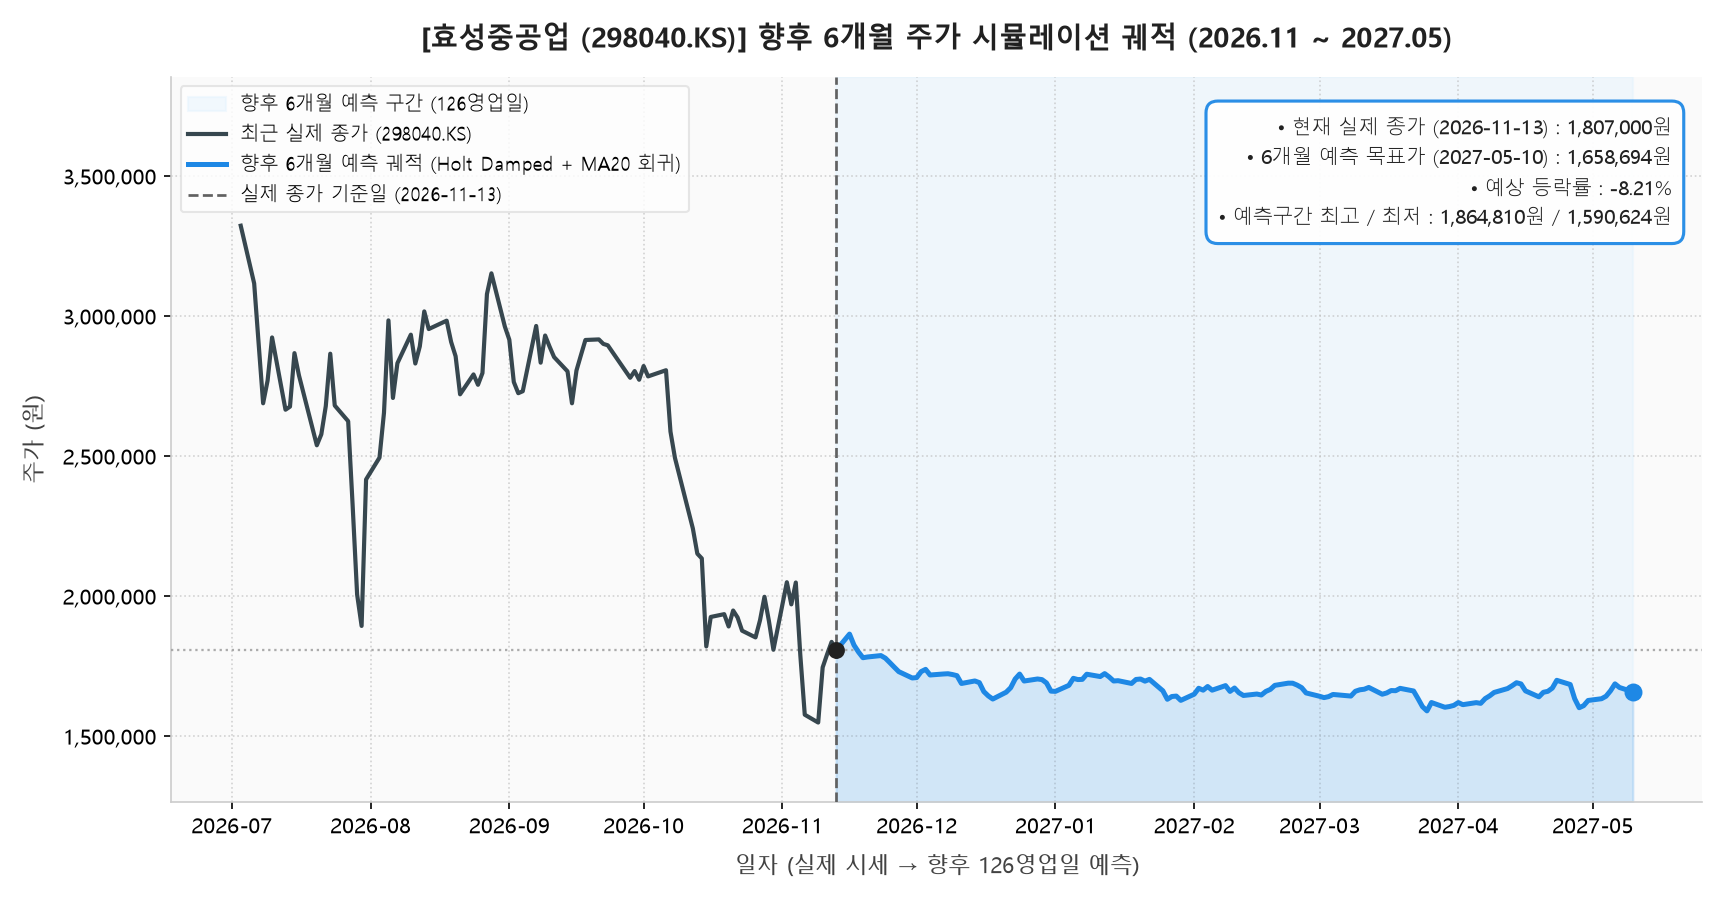 [효성중공업 (298040.KS)] 향후 6개월 주가 시뮬레이션 궤적 (2026.11 ~ 2027.05)
향후 6개월 예측 구간 (126영업일)
최근 실제 종가 (298040.KS)
향후 6개월 예측 궤적 (Holt Damped + MA20 회귀)
실제 종가 기준일 (2026-11-13)
• 현재 실제 종가 (2026-11-13) : 1,807,000원
• 6개월 예측 목표가 (2027-05-10) : 1,658,694원
• 예상 등락률 : -8.21%
• 예측구간 최고 / 최저 : 1,864,810원 / 1,590,624원
주가 (원)
3,500,000
3,000,000
2,500,000
2,000,000
1,500,000
2026-07 2026-08 2026-09 2026-10 2026-11 2026-12 2027-01 2027-02 2027-03 2027-04 2027-05
일자 (실제 시세 → 향후 126영업일 예측)